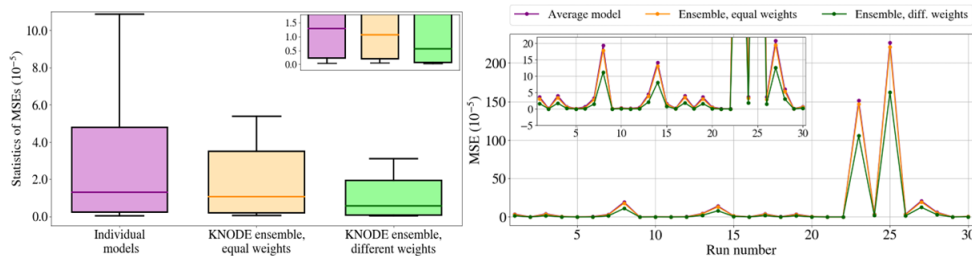 Statistics of MSEs (10⁻⁵)
10.0
8.0
6.0
4.0
2.0
0.0
1.5
1.0
0.5
0.0
Individual
models
KNODE ensemble,
equal weights
KNODE ensemble,
different weights
Average model
Ensemble, equal weights
Ensemble, diff. weights
MSE (10⁻⁵)
200
150
100
50
0
20
15
10
5
0
−5
5
10
15
20
25
30
5
10
15
20
25
30
Run number